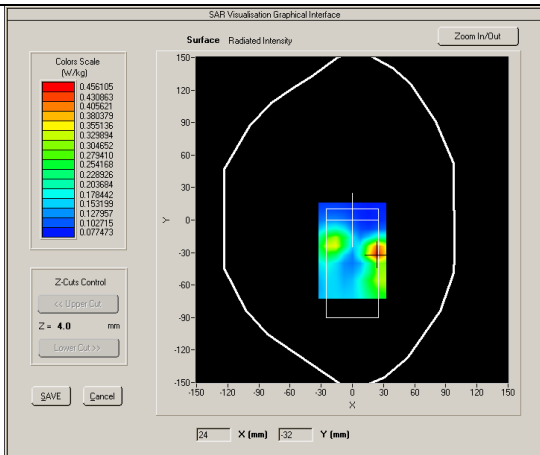 SAR Visualisation Graphical Interface
Surface Radiated Intensity
Zoom In/Out
Colors Scale
(W/kg)
0.456105
0.430863
0.405621
0.380379
0.355136
0.329894
0.304652
0.279410
0.254168
0.228926
0.203684
0.178442
0.153199
0.127957
0.102715
0.077473
Z-Cuts Control
<< Upper Cut
Z = 4.0 mm
Lower Cut >>
SAVE
Cancel
150
120
90
60
30
0
-30
-60
-90
-120
-150
Y
-150 -120 -90 -60 -30 0 30 60 90 120 150
X
24 X (mm) -32 Y (mm)